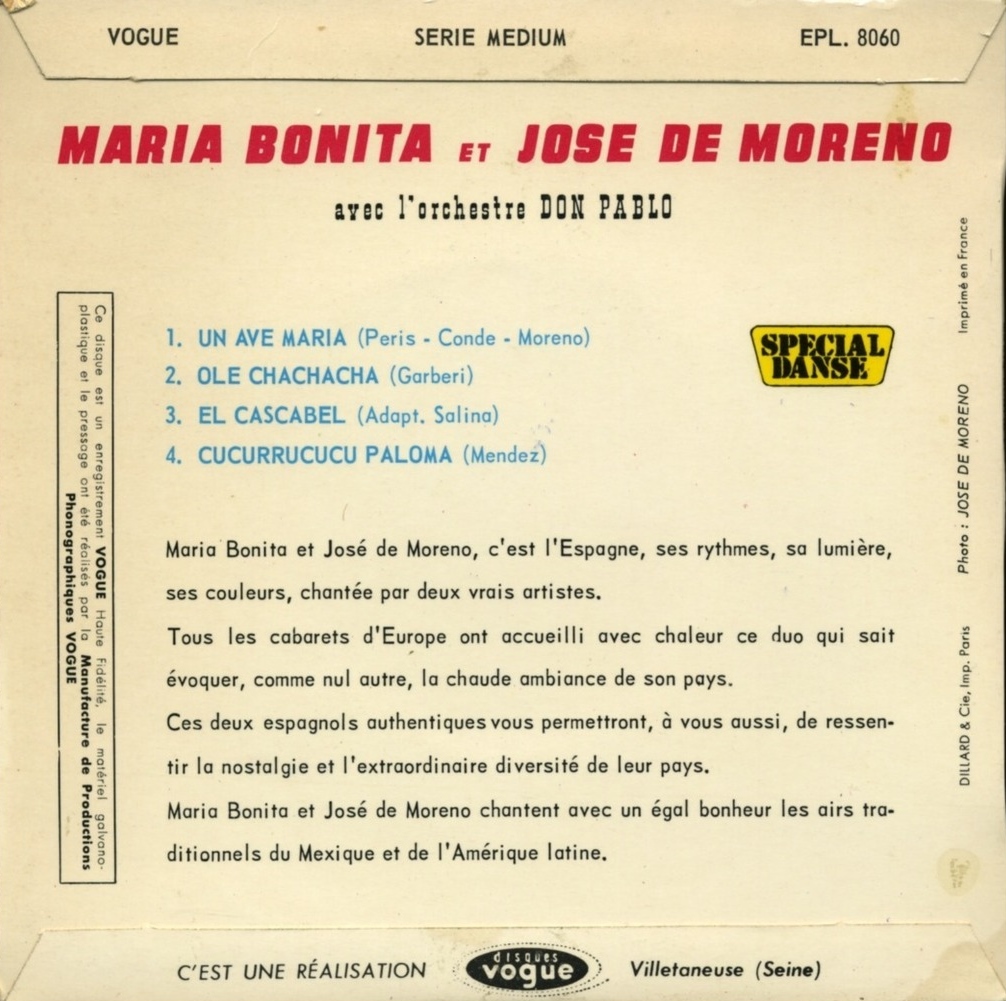 VOGUE SERIE MEDIUM EPL. 8060
MARIA BONITA ET JOSE DE MORENO
avec l'orchestre DON PABLO
1. UN AVE MARIA (Peris - Conde - Moreno)
2. OLE CHACHACHA (Garberi)
3. EL CASCABEL (Adapt. Salina)
4. CUCURRUCUCU PALOMA (Mendez)
SPECIAL
DANSE
Maria Bonita et José de Moreno, c'est l'Espagne, ses rythmes, sa lumière,
ses couleurs, chantée par deux vrais artistes.
Tous les cabarets d'Europe ont accueilli avec chaleur ce duo qui sait
évoquer, comme nul autre, la chaude ambiance de son pays.
Ces deux espagnols authentiques vous permettront, à vous aussi, de ressen-
tir la nostalgie et l'extraordinaire diversité de leur pays.
Maria Bonita et José de Moreno chantent avec un égal bonheur les airs tra-
ditionnels du Mexique et de l'Amérique latine.
Ce disque est un enregistrement VOGUE Haute Fidélité, le matériel galvano-
plastique et le pressage ont été réalisés par la Manufacture de Productions
Phonographiques VOGUE
DILLARD & Cie, Imp. Paris Photo : JOSE DE MORENO Imprimé en France
C'EST UNE RÉALISATION disques vogue Villetaneuse (Seine)